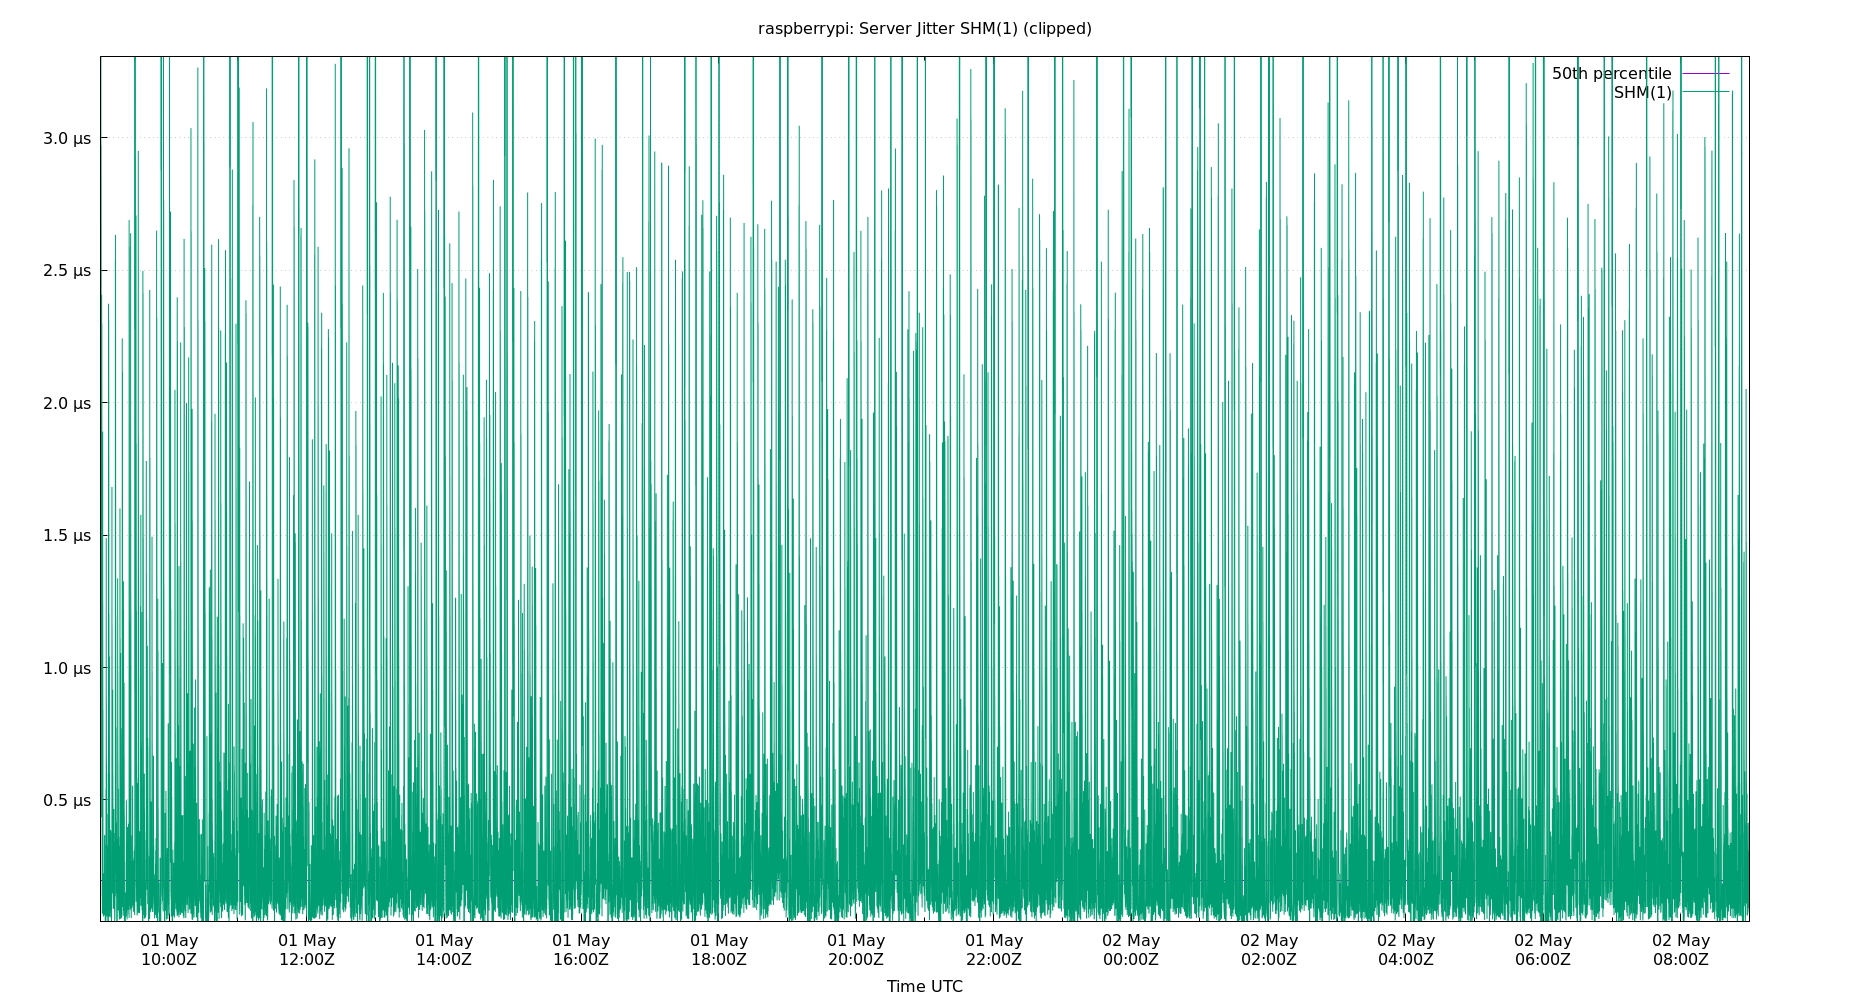 raspberrypi: Server Jitter SHM(1) (clipped)
50th percentile
SHM(1)
3.0 µs
2.5 µs
2.0 µs
1.5 µs
1.0 µs
0.5 µs
01 May 01 May 01 May 01 May 01 May 01 May 01 May 02 May 02 May 02 May 02 May 02 May
10:00Z 12:00Z 14:00Z 16:00Z 18:00Z 20:00Z 22:00Z 00:00Z 02:00Z 04:00Z 06:00Z 08:00Z
Time UTC